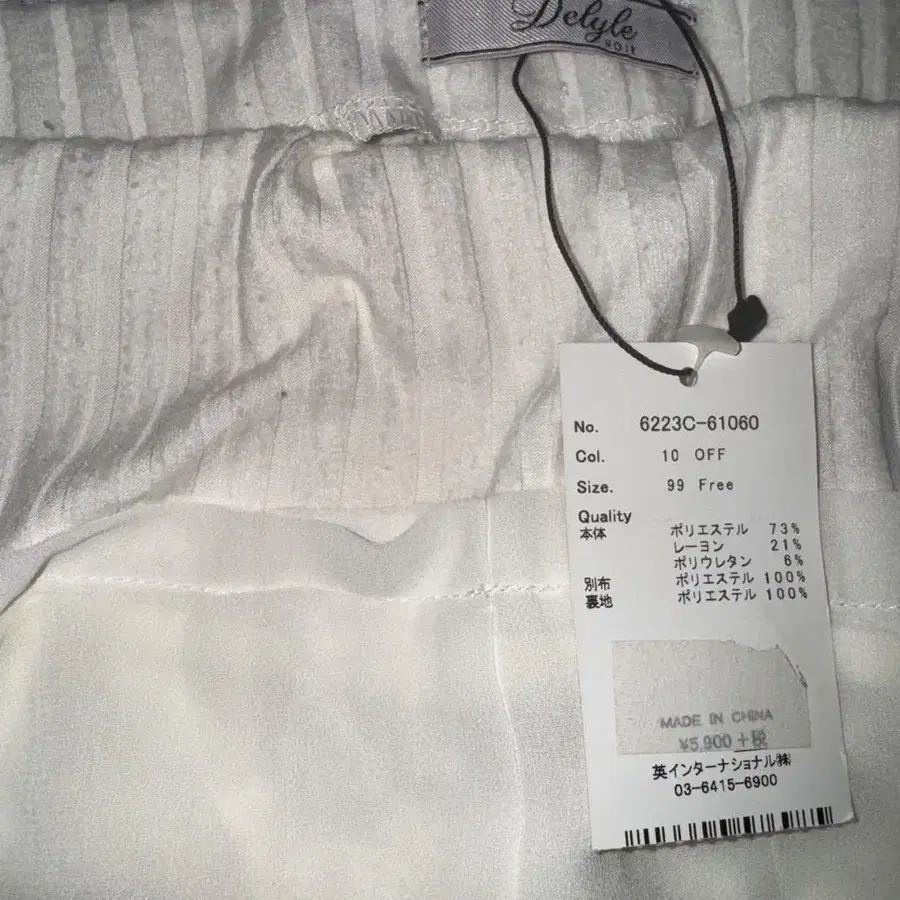 Delyle
NOIR
No. 6223C-61060
Col. 10 OFF
Size. 99 Free
Quality
本体 ポリエステル 73%
レーヨン 21%
ポリウレタン 6%
別布 ポリエステル 100%
裏地 ポリエステル 100%
MADE IN CHINA
¥5,900+税
英インターナショナル㈱
03-6415-6900